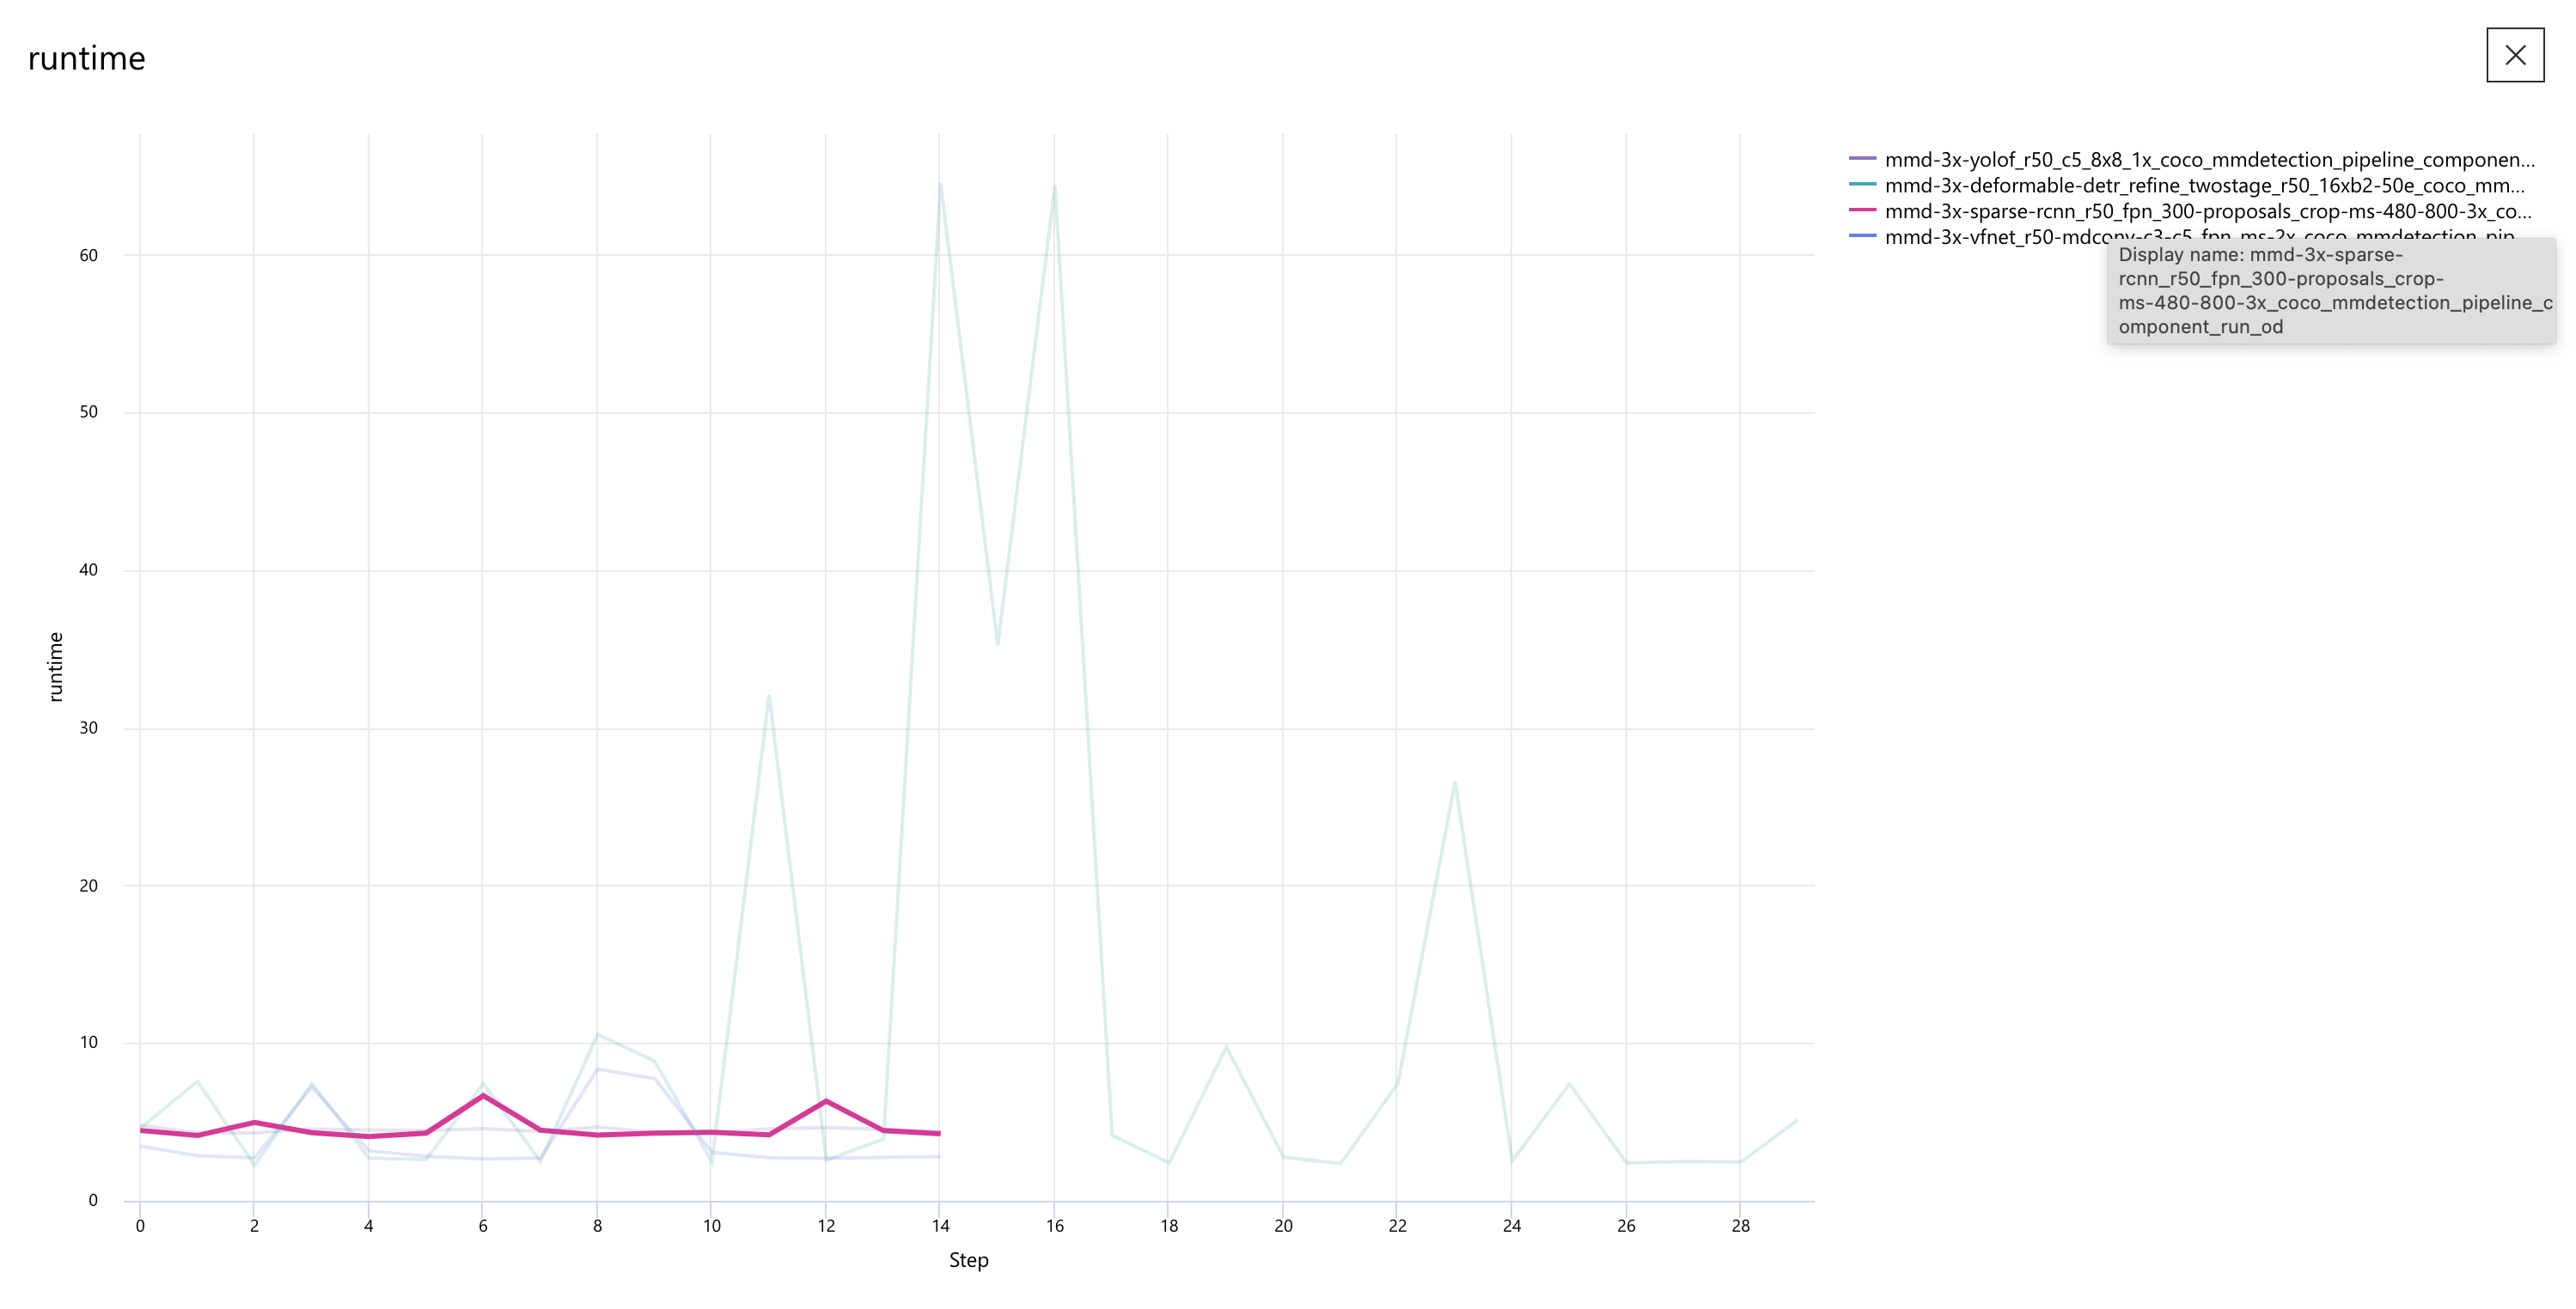 runtime
mmd-3x-yolof_r50_c5_8x8_1x_coco_mmdetection_pipeline_componen...
mmd-3x-deformable-detr_refine_twostage_r50_16xb2-50e_coco_mm...
mmd-3x-sparse-rcnn_r50_fpn_300-proposals_crop-ms-480-800-3x_co...
mmd-3x-vfnet_r50-mdconv-c3-c5_fpn_ms-2x_coco_mmdetection_pip...
Display name: mmd-3x-sparse-
rcnn_r50_fpn_300-proposals_crop-
ms-480-800-3x_coco_mmdetection_pipeline_c
omponent_run_od
60
50
40
30
20
10
0
runtime
0 2 4 6 8 10 12 14 16 18 20 22 24 26 28
Step